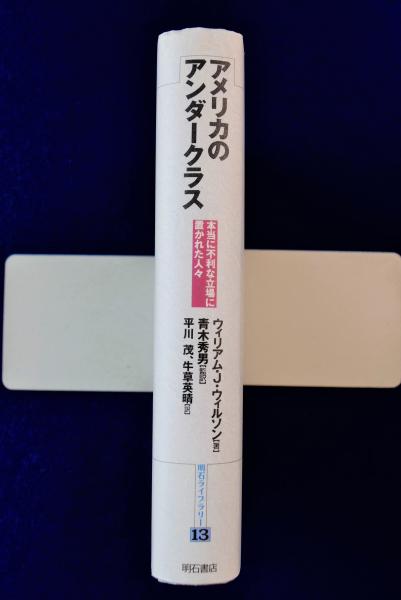 アメリカの
アンダークラス
本当に不利な立場に
置かれた人々
ウィリアム・J・ウィルソン[著]
青木秀男[監訳]
平川 茂、牛草英晴[訳]
明石ライブラリー
13
明石書店